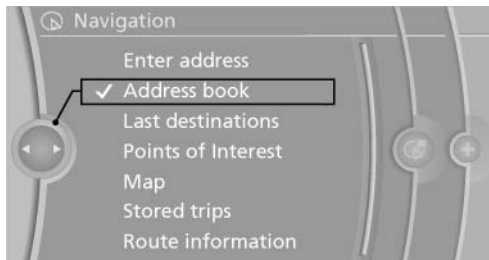 Navigation
Enter address
Address book
Last destinations
Points of Interest
Map
Stored trips
Route information